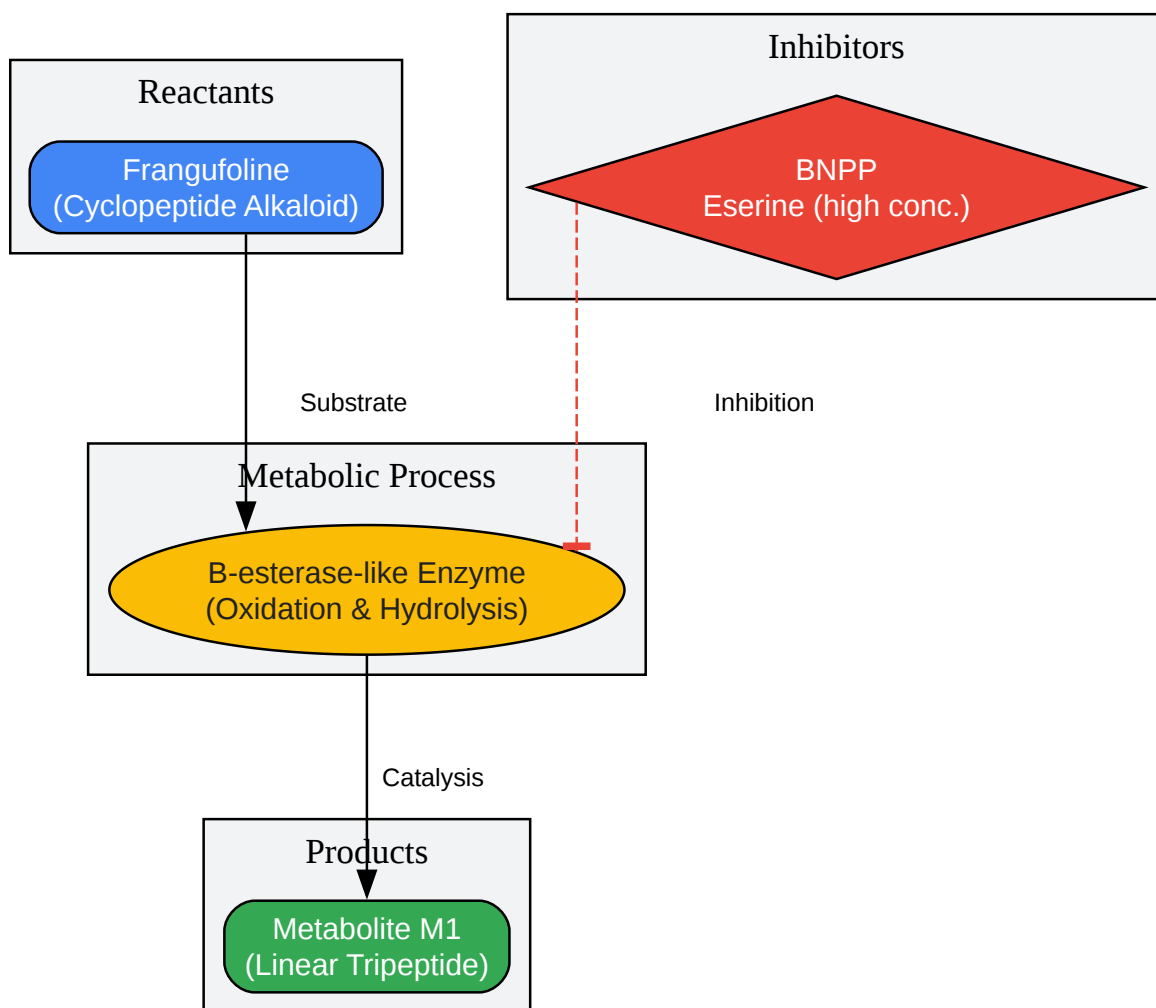 Reactants
Frangufoline
(Cyclopeptide Alkaloid)
Inhibitors
BNPP
Eserine (high conc.)
Substrate
Inhibition
Metabolic Process
B-esterase-like Enzyme
(Oxidation & Hydrolysis)
Catalysis
Products
Metabolite M1
(Linear Tripeptide)